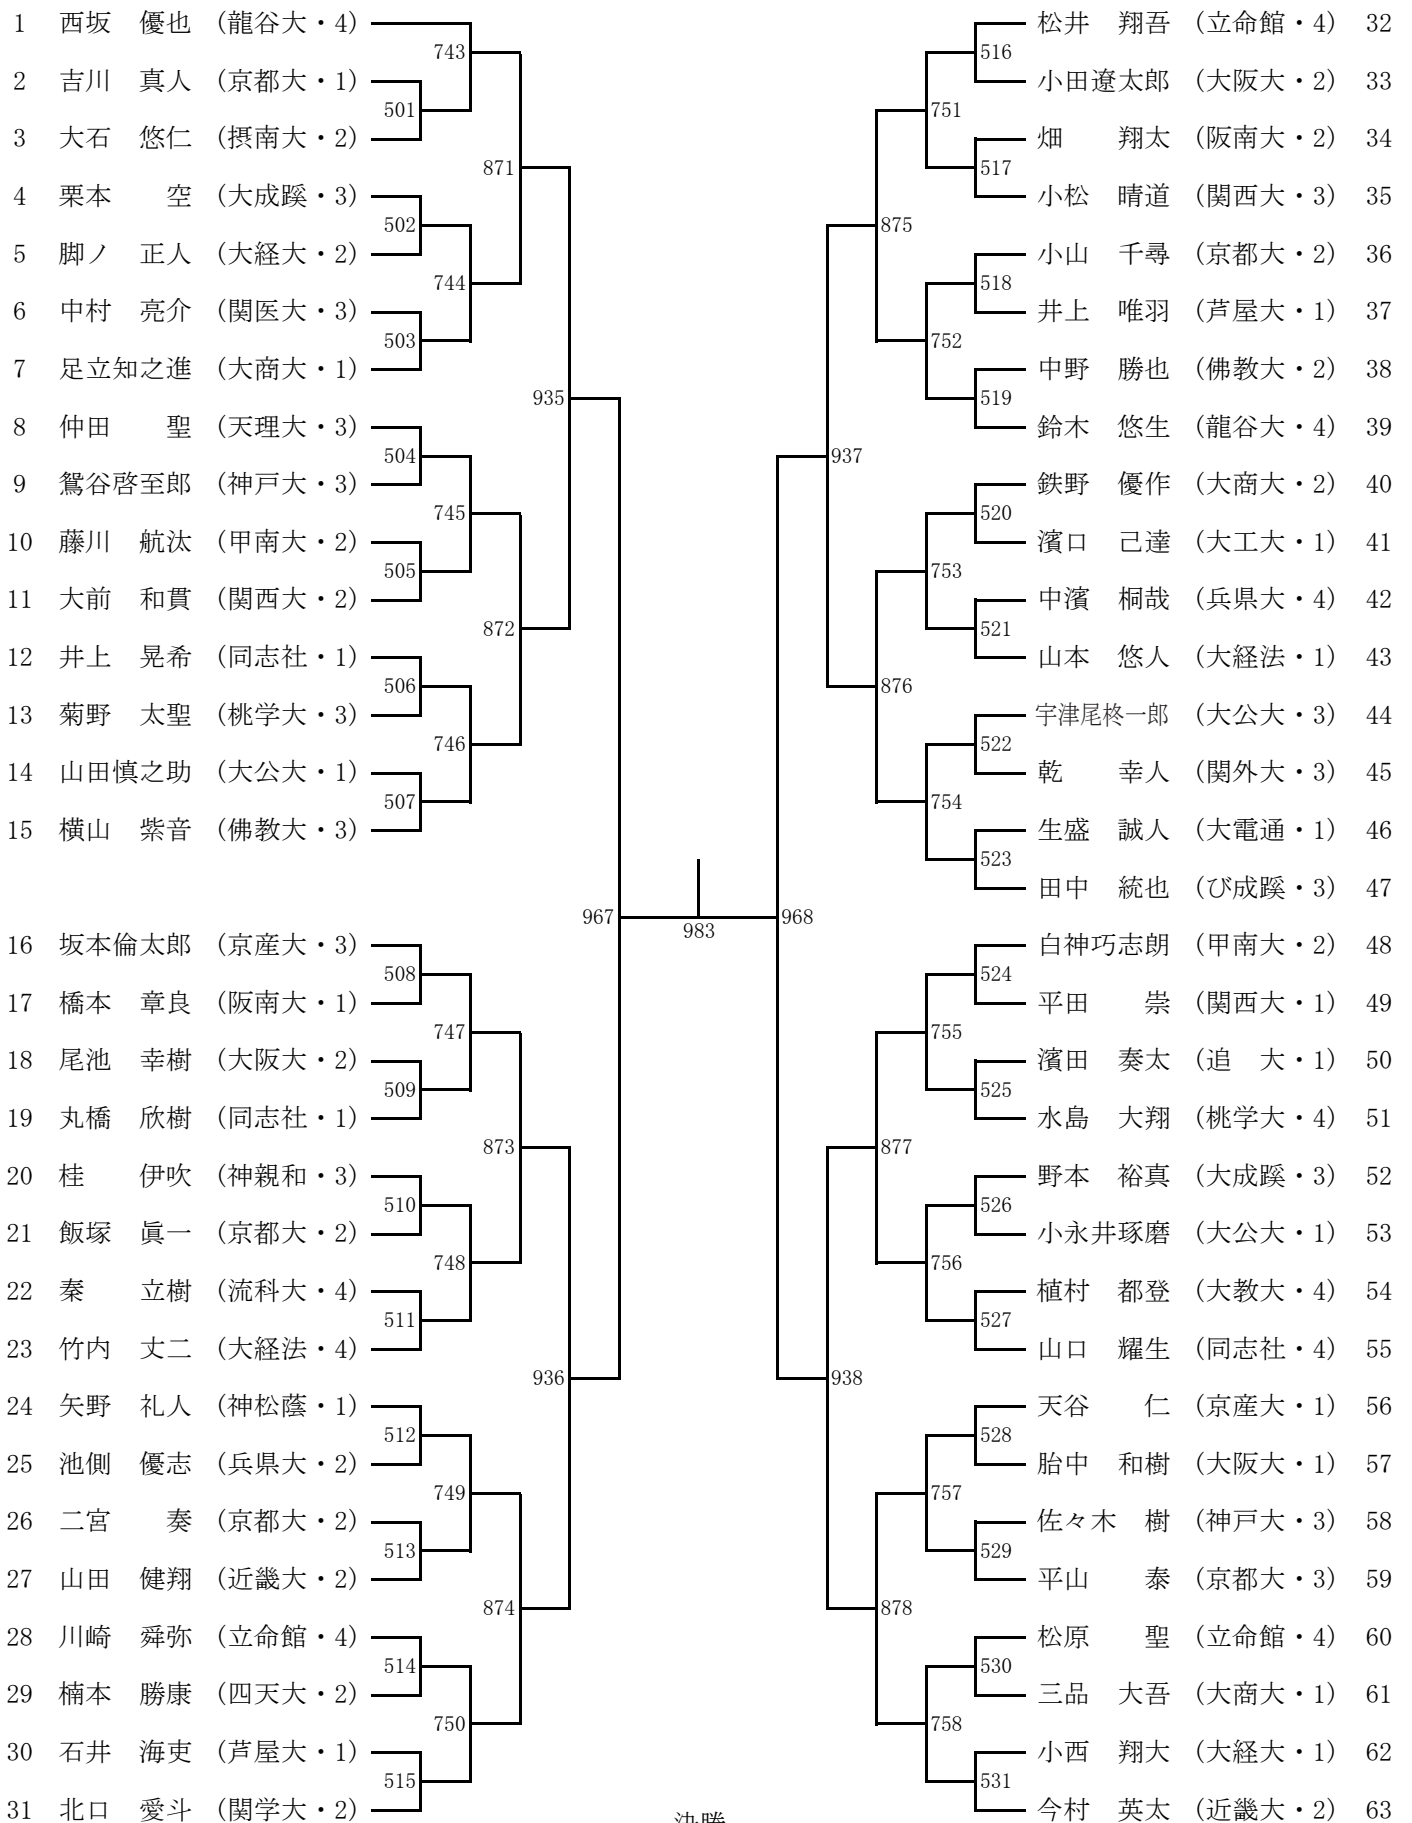 1 西坂 優也 (龍谷大・4)
743
2 吉川 真人 (京都大・1)
501
3 大石 悠仁 (摂南大・2)
871
4 栗本 空 (大成蹊・3)
502
5 脚ノ 正人 (大経大・2)
744
6 中村 亮介 (関医大・3)
503
7 足立知之進 (大商大・1)
935
8 仲田 聖 (天理大・3)
504
9 鴛谷啓至郎 (神戸大・3)
745
10 藤川 航汰 (甲南大・2)
505
11 大前 和貫 (関西大・2)
872
12 井上 晃希 (同志社・1)
506
13 菊野 太聖 (桃学大・3)
746
14 山田慎之助 (大公大・1)
507
15 横山 紫音 (佛教大・3)
967
16 坂本倫太郎 (京産大・3)
508
17 橋本 章良 (阪南大・1)
747
18 尾池 幸樹 (大阪大・2)
509
19 丸橋 欣樹 (同志社・1)
873
20 桂 伊吹 (神親和・3)
510
21 飯塚 眞一 (京都大・2)
748
22 秦 立樹 (流科大・4)
511
23 竹内 丈二 (大経法・4)
936
24 矢野 礼人 (神松蔭・1)
512
25 池側 優志 (兵県大・2)
749
26 二宮 奏 (京都大・2)
513
27 山田 健翔 (近畿大・2)
874
28 川崎 舜弥 (立命館・4)
514
29 楠本 勝康 (四天大・2)
750
30 石井 海吏 (芦屋大・1)
515
31 北口 愛斗 (関学大・2)
983
決勝
松井 翔吾 (立命館・4) 32
516
小田遼太郎 (大阪大・2) 33
751
畑 翔太 (阪南大・2) 34
517
小松 晴道 (関西大・3) 35
875
小山 千尋 (京都大・2) 36
518
井上 唯羽 (芦屋大・1) 37
752
中野 勝也 (佛教大・2) 38
519
鈴木 悠生 (龍谷大・4) 39
937
鉄野 優作 (大商大・2) 40
520
濱口 己達 (大工大・1) 41
753
中濱 桐哉 (兵県大・4) 42
521
山本 悠人 (大経法・1) 43
876
宇津尾柊一郎 (大公大・3) 44
522
乾 幸人 (関外大・3) 45
754
生盛 誠人 (大電通・1) 46
523
田中 統也 (び成蹊・3) 47
968
白神巧志朗 (甲南大・2) 48
524
平田 崇 (関西大・1) 49
755
濱田 奏太 (追 大・1) 50
525
水島 大翔 (桃学大・4) 51
877
野本 裕真 (大成蹊・3) 52
526
小永井琢磨 (大公大・1) 53
756
植村 都登 (大教大・4) 54
527
山口 耀生 (同志社・4) 55
938
天谷 仁 (京産大・1) 56
528
胎中 和樹 (大阪大・1) 57
757
佐々木 樹 (神戸大・3) 58
529
平山 泰 (京都大・3) 59
878
松原 聖 (立命館・4) 60
530
三品 大吾 (大商大・1) 61
758
小西 翔大 (大経大・1) 62
531
今村 英太 (近畿大・2) 63